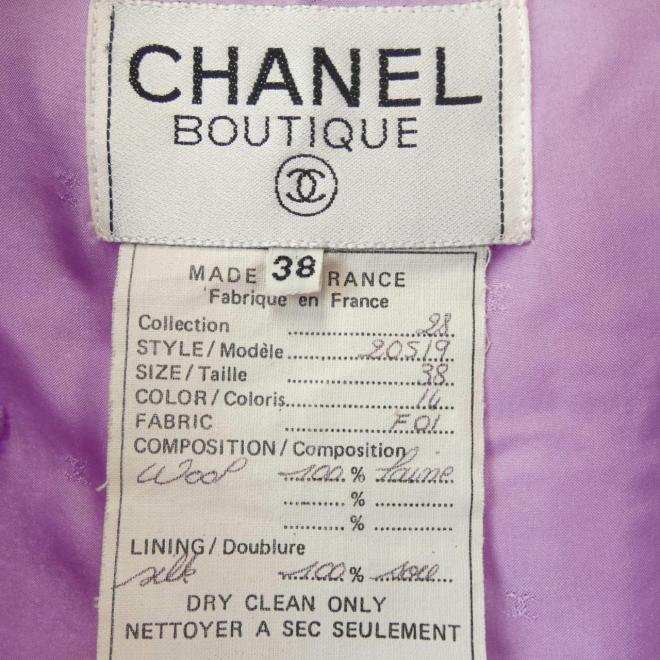 CHANEL
BOUTIQUE
38
MADE RANCE
Fabrique en France
Collection 28
STYLE/Modèle 20519
SIZE/Taille 38
COLOR/Coloris 14
FABRIC F01
COMPOSITION/Composition
Wool 100 % laine
%
%
LINING/Doublure
silk 100 % soie
DRY CLEAN ONLY
NETTOYER A SEC SEULEMENT